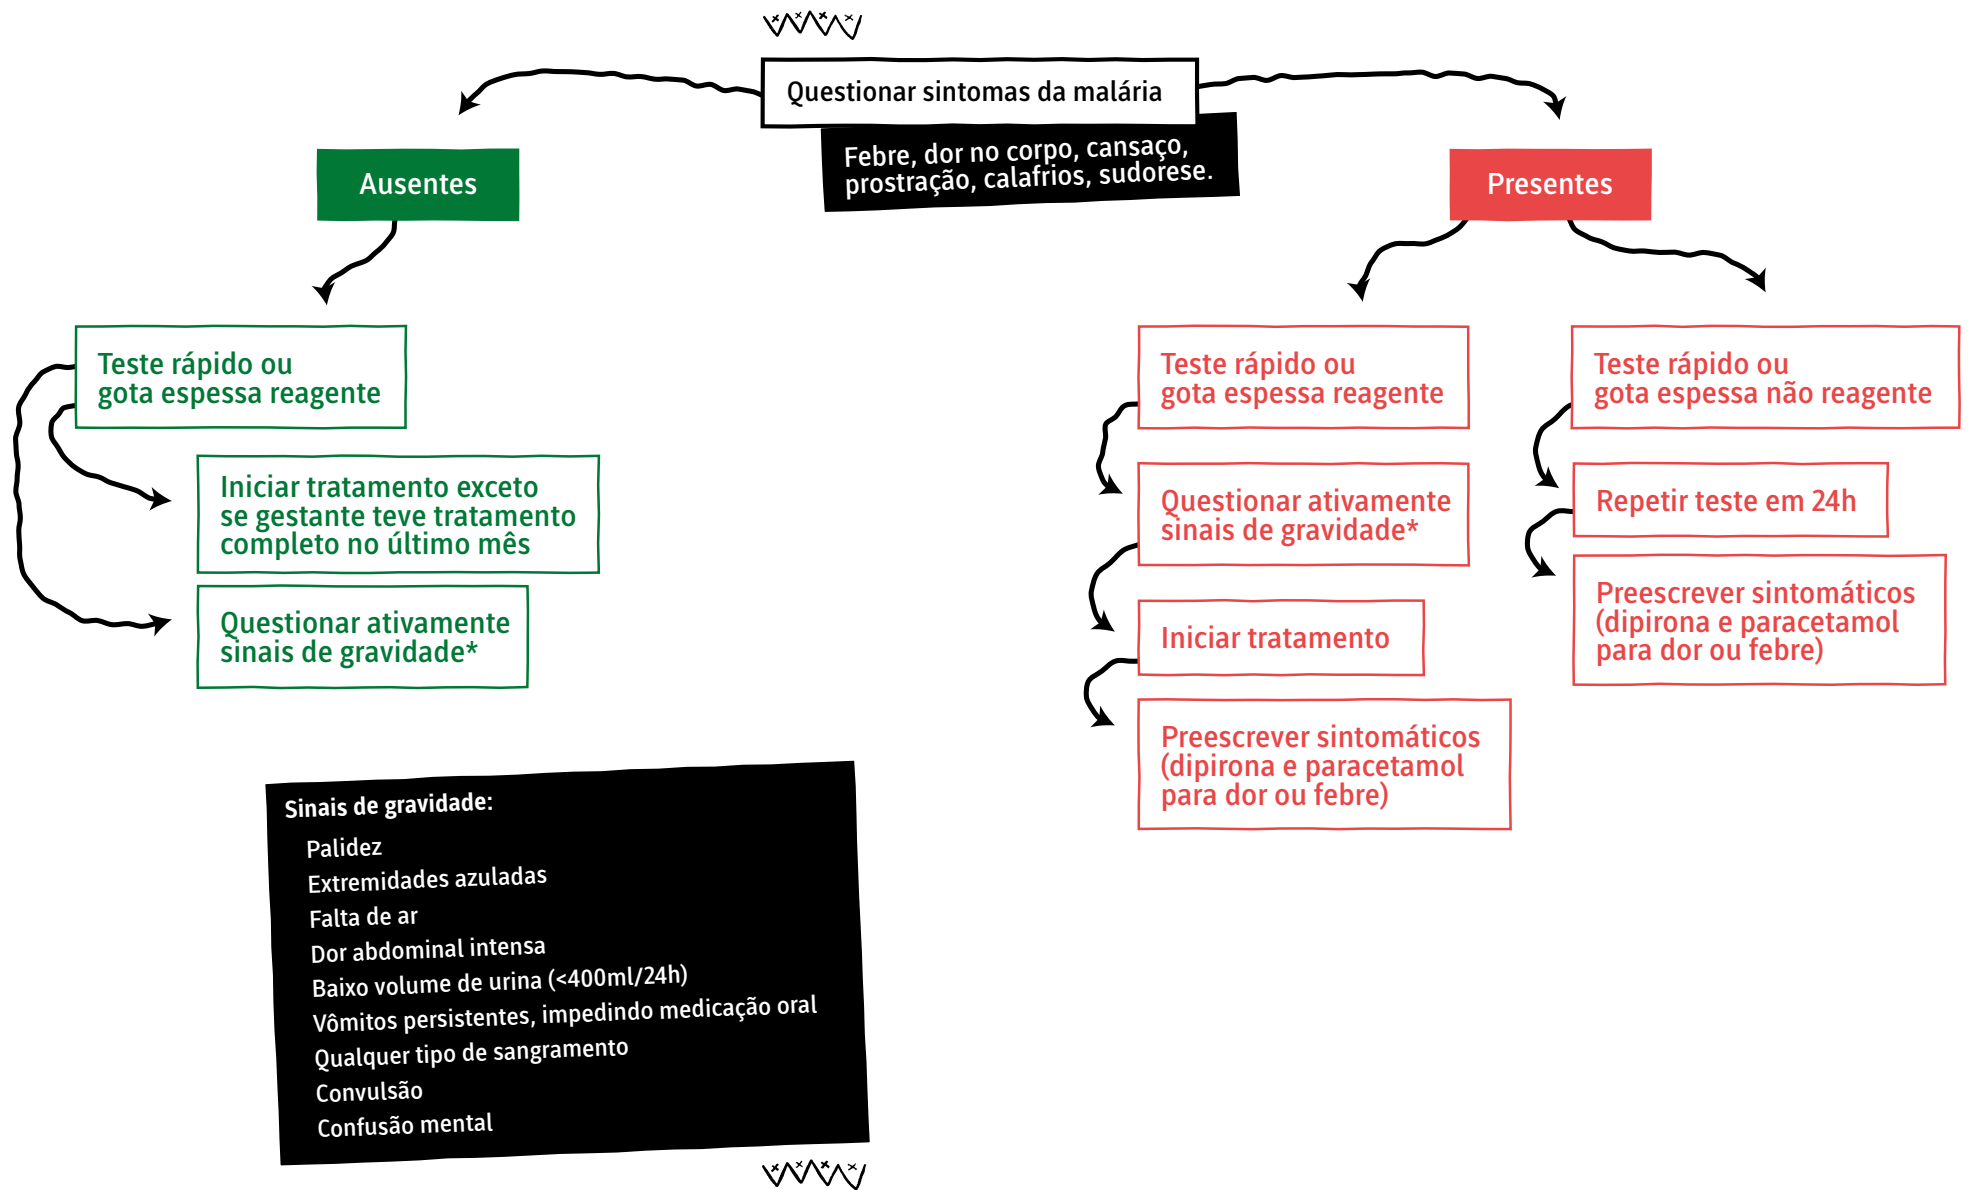 Questionar sintomas da malária
Febre, dor no corpo, cansaço,
prostração, calafrios, sudorese.
Ausentes
Teste rápido ou
gota espessa reagente
Iniciar tratamento exceto
se gestante teve tratamento
completo no último mês
Questionar ativamente
sinais de gravidade*
Presentes
Teste rápido ou
gota espessa reagente
Questionar ativamente
sinais de gravidade*
Iniciar tratamento
Preescrever sintomáticos
(dipirona e paracetamol
para dor ou febre)
Teste rápido ou
gota espessa não reagente
Repetir teste em 24h
Preescrever sintomáticos
(dipirona e paracetamol
para dor ou febre)
Sinais de gravidade:
Palidez
Extremidades azuladas
Falta de ar
Dor abdominal intensa
Baixo volume de urina (<400ml/24h)
Vômitos persistentes, impedindo medicação oral
Qualquer tipo de sangramento
Convulsão
Confusão mental